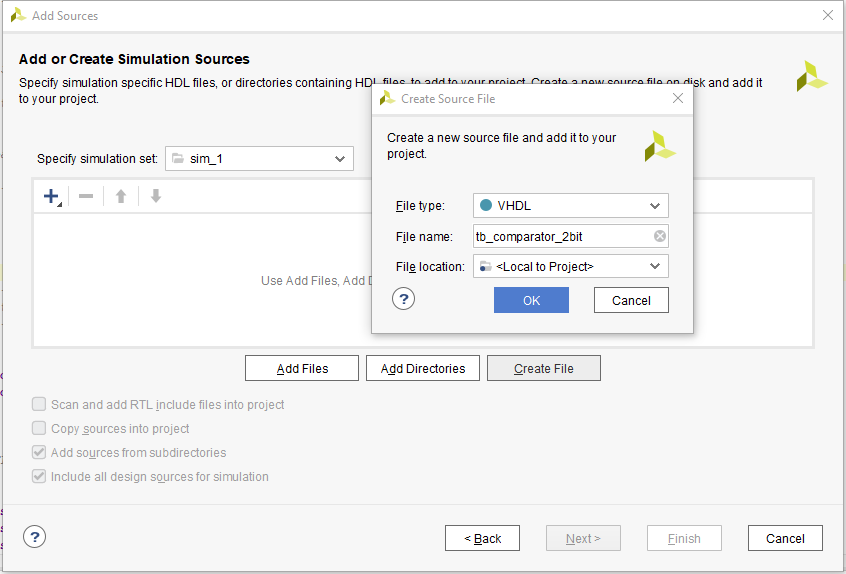 Add Sources
Add or Create Simulation Sources
Specify simulation specific HDL files, or directories containing HDL files, to add to your project. Create a new source file on disk and add it
to your project.
Specify simulation set:
sim_1
Use Add Files, Add D
Create Source File
Create a new source file and add it to your
project.
File type:
VHDL
File name:
tb_comparator_2bit
File location:
<Local to Project>
?
OK
Cancel
Add Files
Add Directories
Create File
Scan and add RTL include files into project
Copy sources into project
Add sources from subdirectories
Include all design sources for simulation
?
< Back
Next >
Finish
Cancel